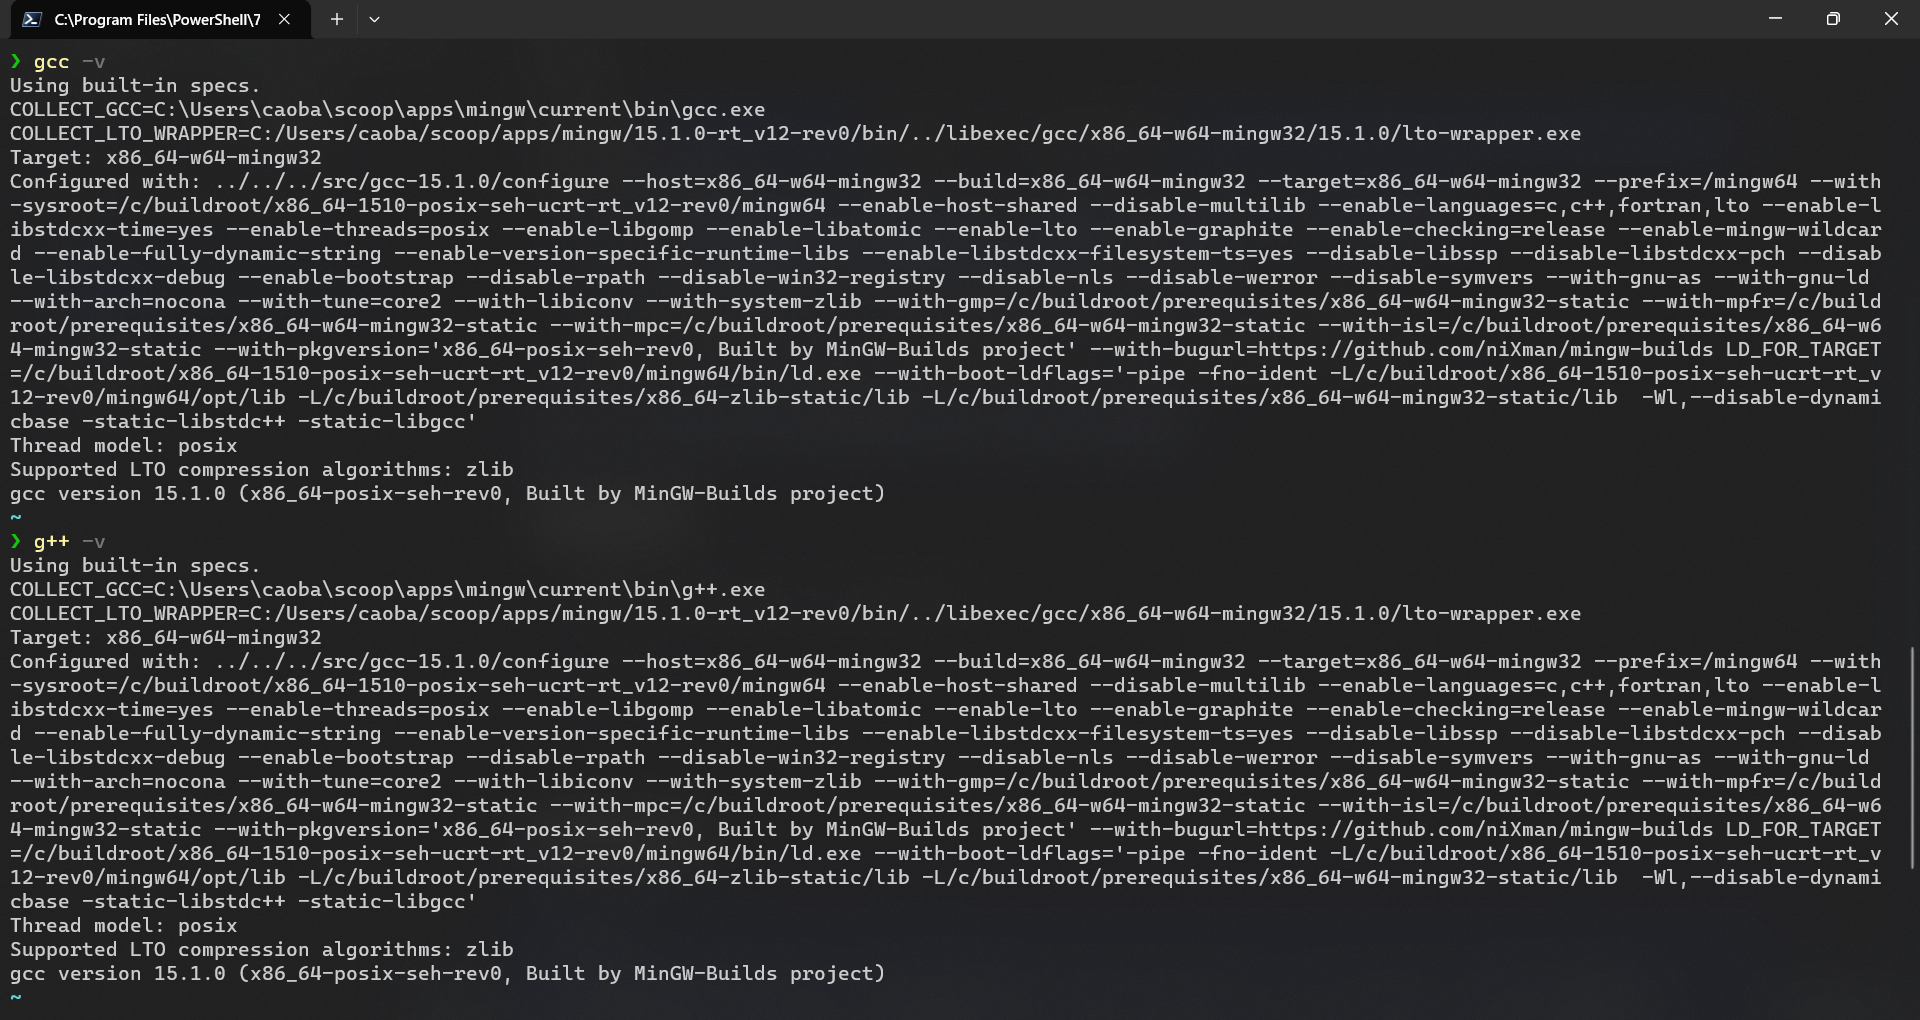 C:\Program Files\PowerShell\7
❯ gcc -v
Using built-in specs.
COLLECT_GCC=C:\Users\caoba\scoop\apps\mingw\current\bin\gcc.exe
COLLECT_LTO_WRAPPER=C:/Users/caoba/scoop/apps/mingw/15.1.0-rt_v12-rev0/bin/../libexec/gcc/x86_64-w64-mingw32/15.1.0/lto-wrapper.exe
Target: x86_64-w64-mingw32
Configured with: ../../../src/gcc-15.1.0/configure --host=x86_64-w64-mingw32 --build=x86_64-w64-mingw32 --target=x86_64-w64-mingw32 --prefix=/mingw64 --with
-sysroot=/c/buildroot/x86_64-1510-posix-seh-ucrt-rt_v12-rev0/mingw64 --enable-host-shared --disable-multilib --enable-languages=c,c++,fortran,lto --enable-l
ibstdcxx-time=yes --enable-threads=posix --enable-libgomp --enable-libatomic --enable-lto --enable-graphite --enable-checking=release --enable-mingw-wildcar
d --enable-fully-dynamic-string --enable-version-specific-runtime-libs --enable-libstdcxx-filesystem-ts=yes --disable-libssp --disable-libstdcxx-pch --disab
le-libstdcxx-debug --enable-bootstrap --disable-rpath --disable-win32-registry --disable-nls --disable-werror --disable-symvers --with-gnu-as --with-gnu-ld
--with-arch=nocona --with-tune=core2 --with-libiconv --with-system-zlib --with-gmp=/c/buildroot/prerequisites/x86_64-w64-mingw32-static --with-mpfr=/c/build
root/prerequisites/x86_64-w64-mingw32-static --with-mpc=/c/buildroot/prerequisites/x86_64-w64-mingw32-static --with-isl=/c/buildroot/prerequisites/x86_64-w6
4-mingw32-static --with-pkgversion='x86_64-posix-seh-rev0, Built by MinGW-Builds project' --with-bugurl=https://github.com/niXman/mingw-builds LD_FOR_TARGET
=/c/buildroot/x86_64-1510-posix-seh-ucrt-rt_v12-rev0/mingw64/bin/ld.exe --with-boot-ldflags='-pipe -fno-ident -L/c/buildroot/x86_64-1510-posix-seh-ucrt-rt_v
12-rev0/mingw64/opt/lib -L/c/buildroot/prerequisites/x86_64-zlib-static/lib -L/c/buildroot/prerequisites/x86_64-w64-mingw32-static/lib  -Wl,--disable-dynami
cbase -static-libstdc++ -static-libgcc'
Thread model: posix
Supported LTO compression algorithms: zlib
gcc version 15.1.0 (x86_64-posix-seh-rev0, Built by MinGW-Builds project)
~
❯ g++ -v
Using built-in specs.
COLLECT_GCC=C:\Users\caoba\scoop\apps\mingw\current\bin\g++.exe
COLLECT_LTO_WRAPPER=C:/Users/caoba/scoop/apps/mingw/15.1.0-rt_v12-rev0/bin/../libexec/gcc/x86_64-w64-mingw32/15.1.0/lto-wrapper.exe
Target: x86_64-w64-mingw32
Configured with: ../../../src/gcc-15.1.0/configure --host=x86_64-w64-mingw32 --build=x86_64-w64-mingw32 --target=x86_64-w64-mingw32 --prefix=/mingw64 --with
-sysroot=/c/buildroot/x86_64-1510-posix-seh-ucrt-rt_v12-rev0/mingw64 --enable-host-shared --disable-multilib --enable-languages=c,c++,fortran,lto --enable-l
ibstdcxx-time=yes --enable-threads=posix --enable-libgomp --enable-libatomic --enable-lto --enable-graphite --enable-checking=release --enable-mingw-wildcar
d --enable-fully-dynamic-string --enable-version-specific-runtime-libs --enable-libstdcxx-filesystem-ts=yes --disable-libssp --disable-libstdcxx-pch --disab
le-libstdcxx-debug --enable-bootstrap --disable-rpath --disable-win32-registry --disable-nls --disable-werror --disable-symvers --with-gnu-as --with-gnu-ld
--with-arch=nocona --with-tune=core2 --with-libiconv --with-system-zlib --with-gmp=/c/buildroot/prerequisites/x86_64-w64-mingw32-static --with-mpfr=/c/build
root/prerequisites/x86_64-w64-mingw32-static --with-mpc=/c/buildroot/prerequisites/x86_64-w64-mingw32-static --with-isl=/c/buildroot/prerequisites/x86_64-w6
4-mingw32-static --with-pkgversion='x86_64-posix-seh-rev0, Built by MinGW-Builds project' --with-bugurl=https://github.com/niXman/mingw-builds LD_FOR_TARGET
=/c/buildroot/x86_64-1510-posix-seh-ucrt-rt_v12-rev0/mingw64/bin/ld.exe --with-boot-ldflags='-pipe -fno-ident -L/c/buildroot/x86_64-1510-posix-seh-ucrt-rt_v
12-rev0/mingw64/opt/lib -L/c/buildroot/prerequisites/x86_64-zlib-static/lib -L/c/buildroot/prerequisites/x86_64-w64-mingw32-static/lib  -Wl,--disable-dynami
cbase -static-libstdc++ -static-libgcc'
Thread model: posix
Supported LTO compression algorithms: zlib
gcc version 15.1.0 (x86_64-posix-seh-rev0, Built by MinGW-Builds project)
~